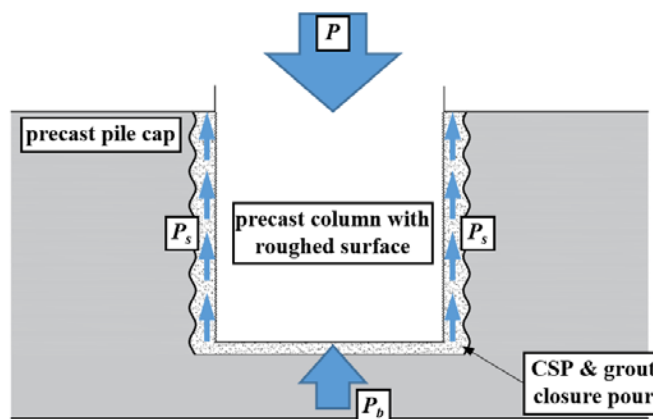 P
precast pile cap
precast column with
roughed surface
P_s
P_s
CSP & grout
closure pour
P_b